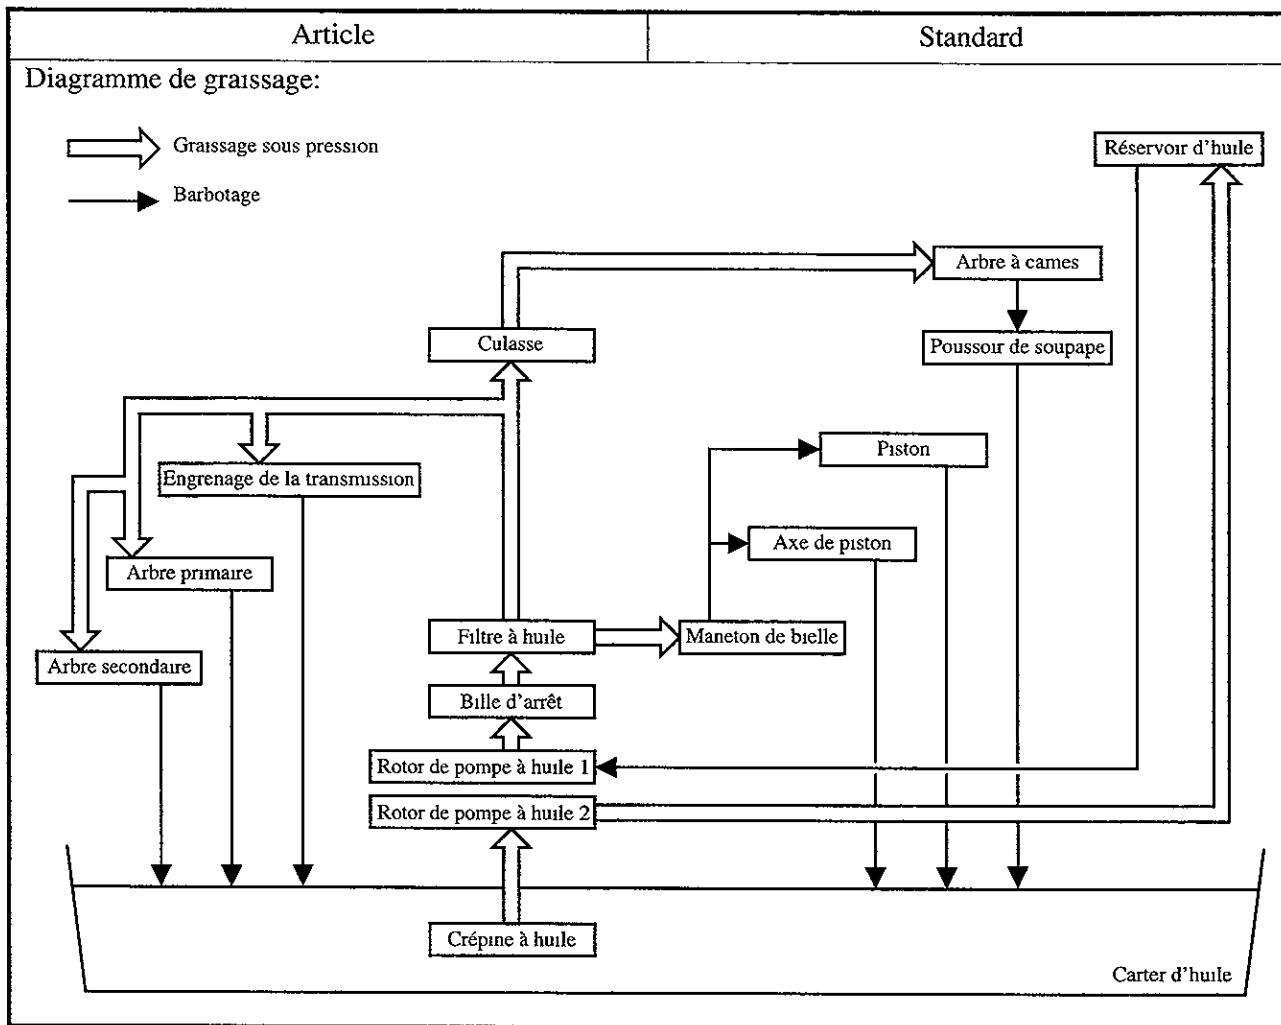 Article
Standard
Diagramme de graissage:
Graissage sous pression
Barbotage
Réservoir d'huile
Arbre à cames
Culasse
Poussoir de soupape
Piston
Engrenage de la transmission
Axe de piston
Arbre primaire
Filtre à huile
Maneton de bielle
Arbre secondaire
Bille d'arrêt
Rotor de pompe à huile 1
Rotor de pompe à huile 2
Crépine à huile
Carter d'huile